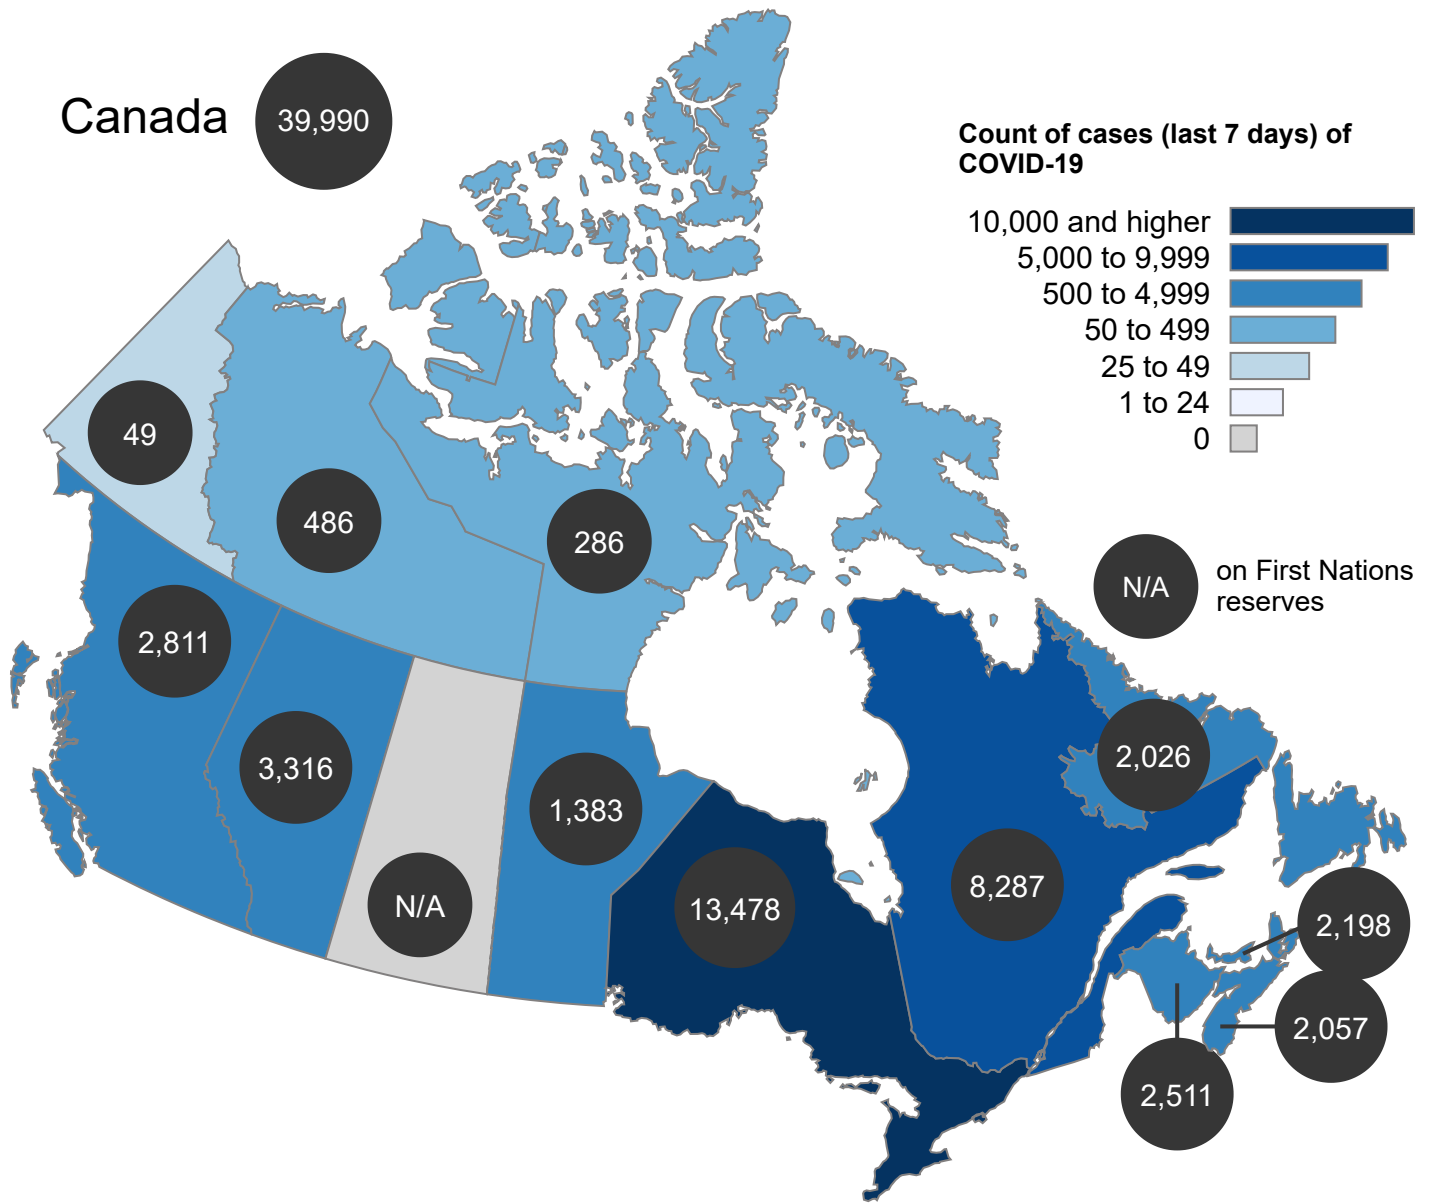 Canada
39,990
Count of cases (last 7 days) of
COVID-19
10,000 and higher
5,000 to 9,999
500 to 4,999
50 to 499
25 to 49
1 to 24
0
49
486
286
N/A
on First Nations
reserves
2,811
3,316
N/A
1,383
13,478
8,287
2,026
2,198
2,057
2,511